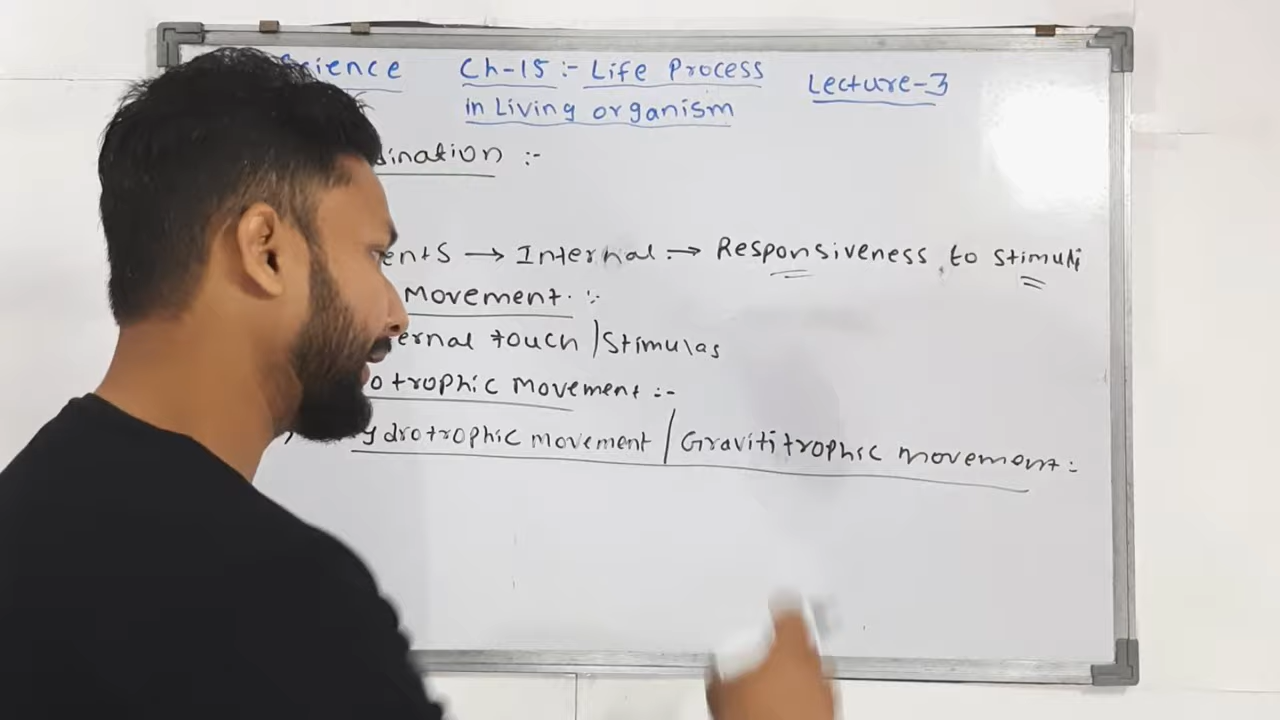 Science Ch-15 :- Life Process Lecture-3
in Living organism
dination :-
ents → Internal → Responsiveness to stimuli
Movement :-
ernal touch / Stimulas
otrophic Movement :-
ydrotrophic movement / Gravititrophic movement :